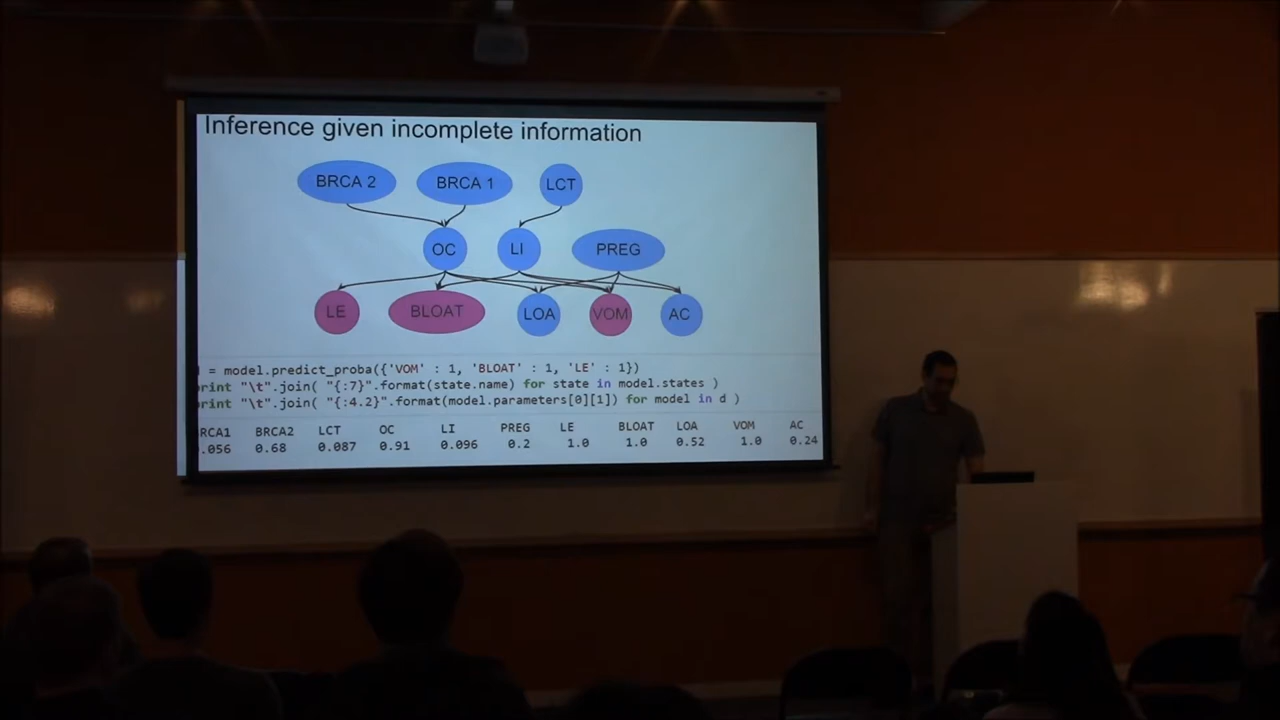 Inference given incomplete information
BRCA 2 BRCA 1 LCT
OC LI PREG
LE BLOAT LOA VOM AC
= model.predict_proba({'VOM' : 1, 'BLOAT' : 1, 'LE' : 1})
rint "\t".join( "{:7}".format(state.name) for state in model.states )
rint "\t".join( "{:4.2}".format(model.parameters[0][1]) for model in d )
RCA1 BRCA2 LCT OC LI PREG LE BLOAT LOA VOM AC
.056 0.68 0.087 0.91 0.096 0.2 1.0 1.0 0.52 1.0 0.24